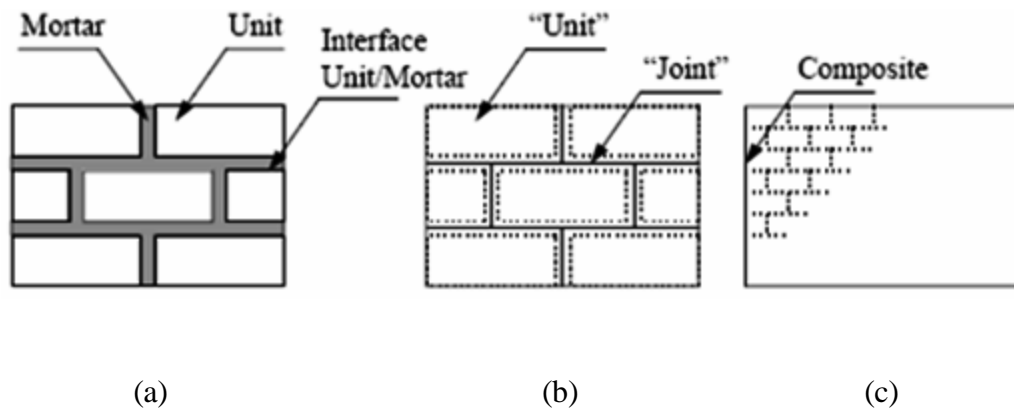 Mortar
Unit
Interface
Unit/Mortar
“Unit”
“Joint”
Composite
(a)
(b)
(c)